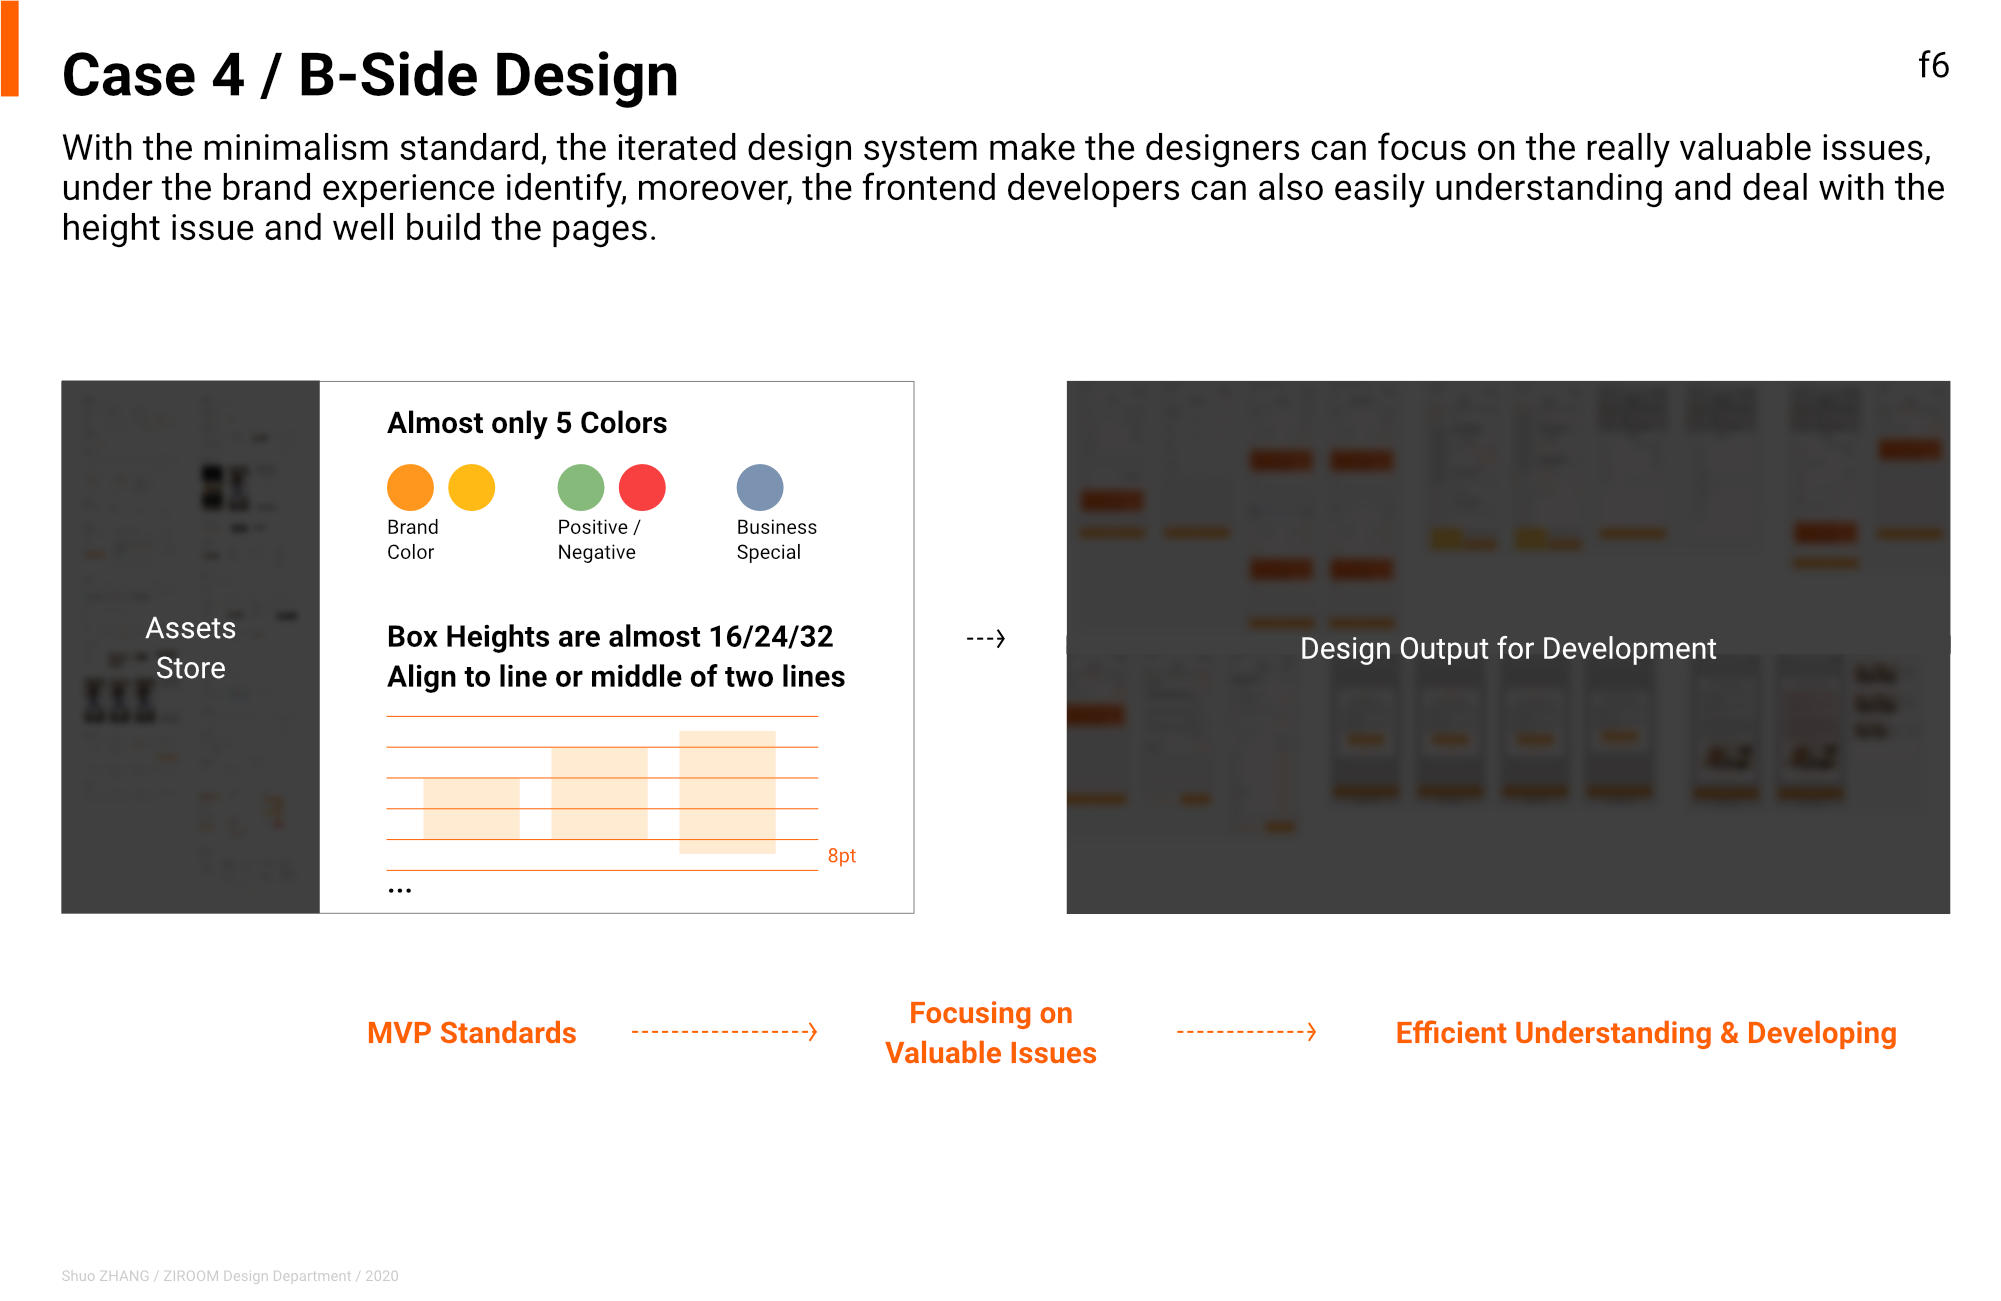 Case 4 / B-Side Design
f6
With the minimalism standard, the iterated design system make the designers can focus on the really valuable issues,
under the brand experience identify, moreover, the frontend developers can also easily understanding and deal with the
height issue and well build the pages.
Assets
Store
Almost only 5 Colors
Brand
Color
Positive /
Negative
Business
Special
Box Heights are almost 16/24/32
Align to line or middle of two lines
8pt
...
Design Output for Development
MVP Standards
Focusing on
Valuable Issues
Efficient Understanding & Developing
Shuo ZHANG / ZIROOM Design Department / 2020